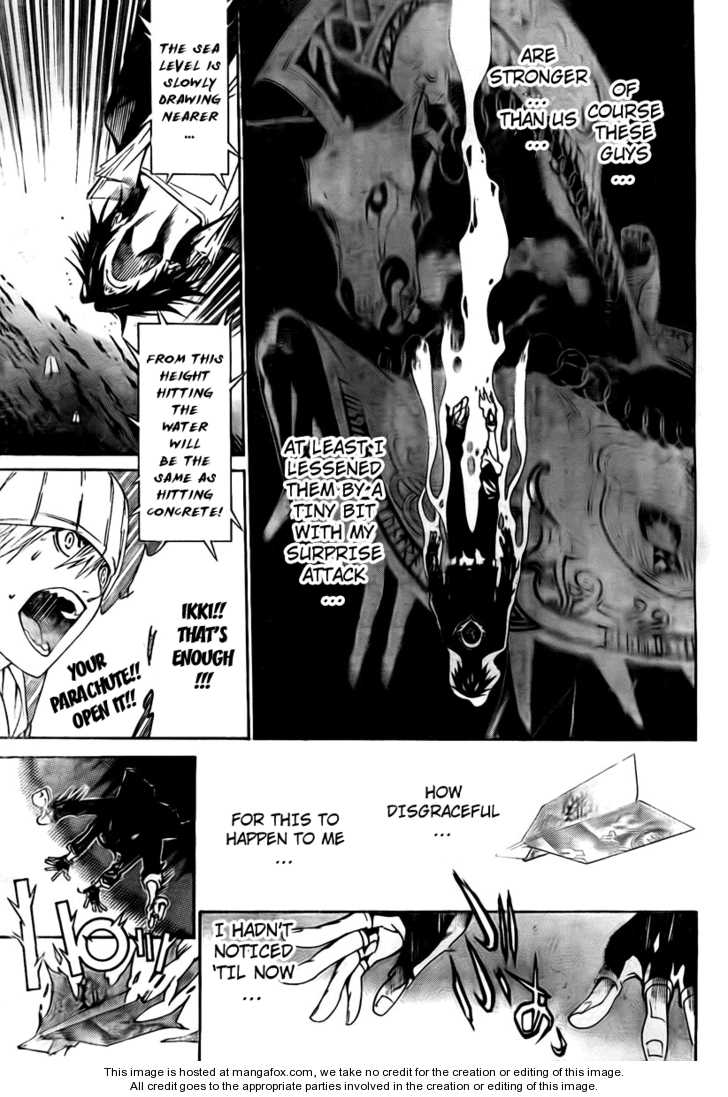 OF
COURSE
THESE
GUYS
...
ARE
STRONGER
...
THAN US
...
AT LEAST I
LESSENED
THEM BY A
TINY BIT
WITH MY
SURPRISE
ATTACK
...
THE SEA
LEVEL IS
SLOWLY
DRAWING
NEARER
...
FROM THIS
HEIGHT
HITTING
THE
WATER
WILL
BE THE
SAME AS
HITTING
CONCRETE!
IKKI!!
THAT'S
ENOUGH
!!!
YOUR
PARACHUTE!!
OPEN IT!!
HOW
DISGRACEFUL
...
FOR THIS TO
HAPPEN TO ME
...
I HADN'T
NOTICED
'TIL NOW
...
This image is hosted at mangafox.com, we take no credit for the creation or editing of this image.
All credit goes to the appropriate parties involved in the creation or editing of this image.